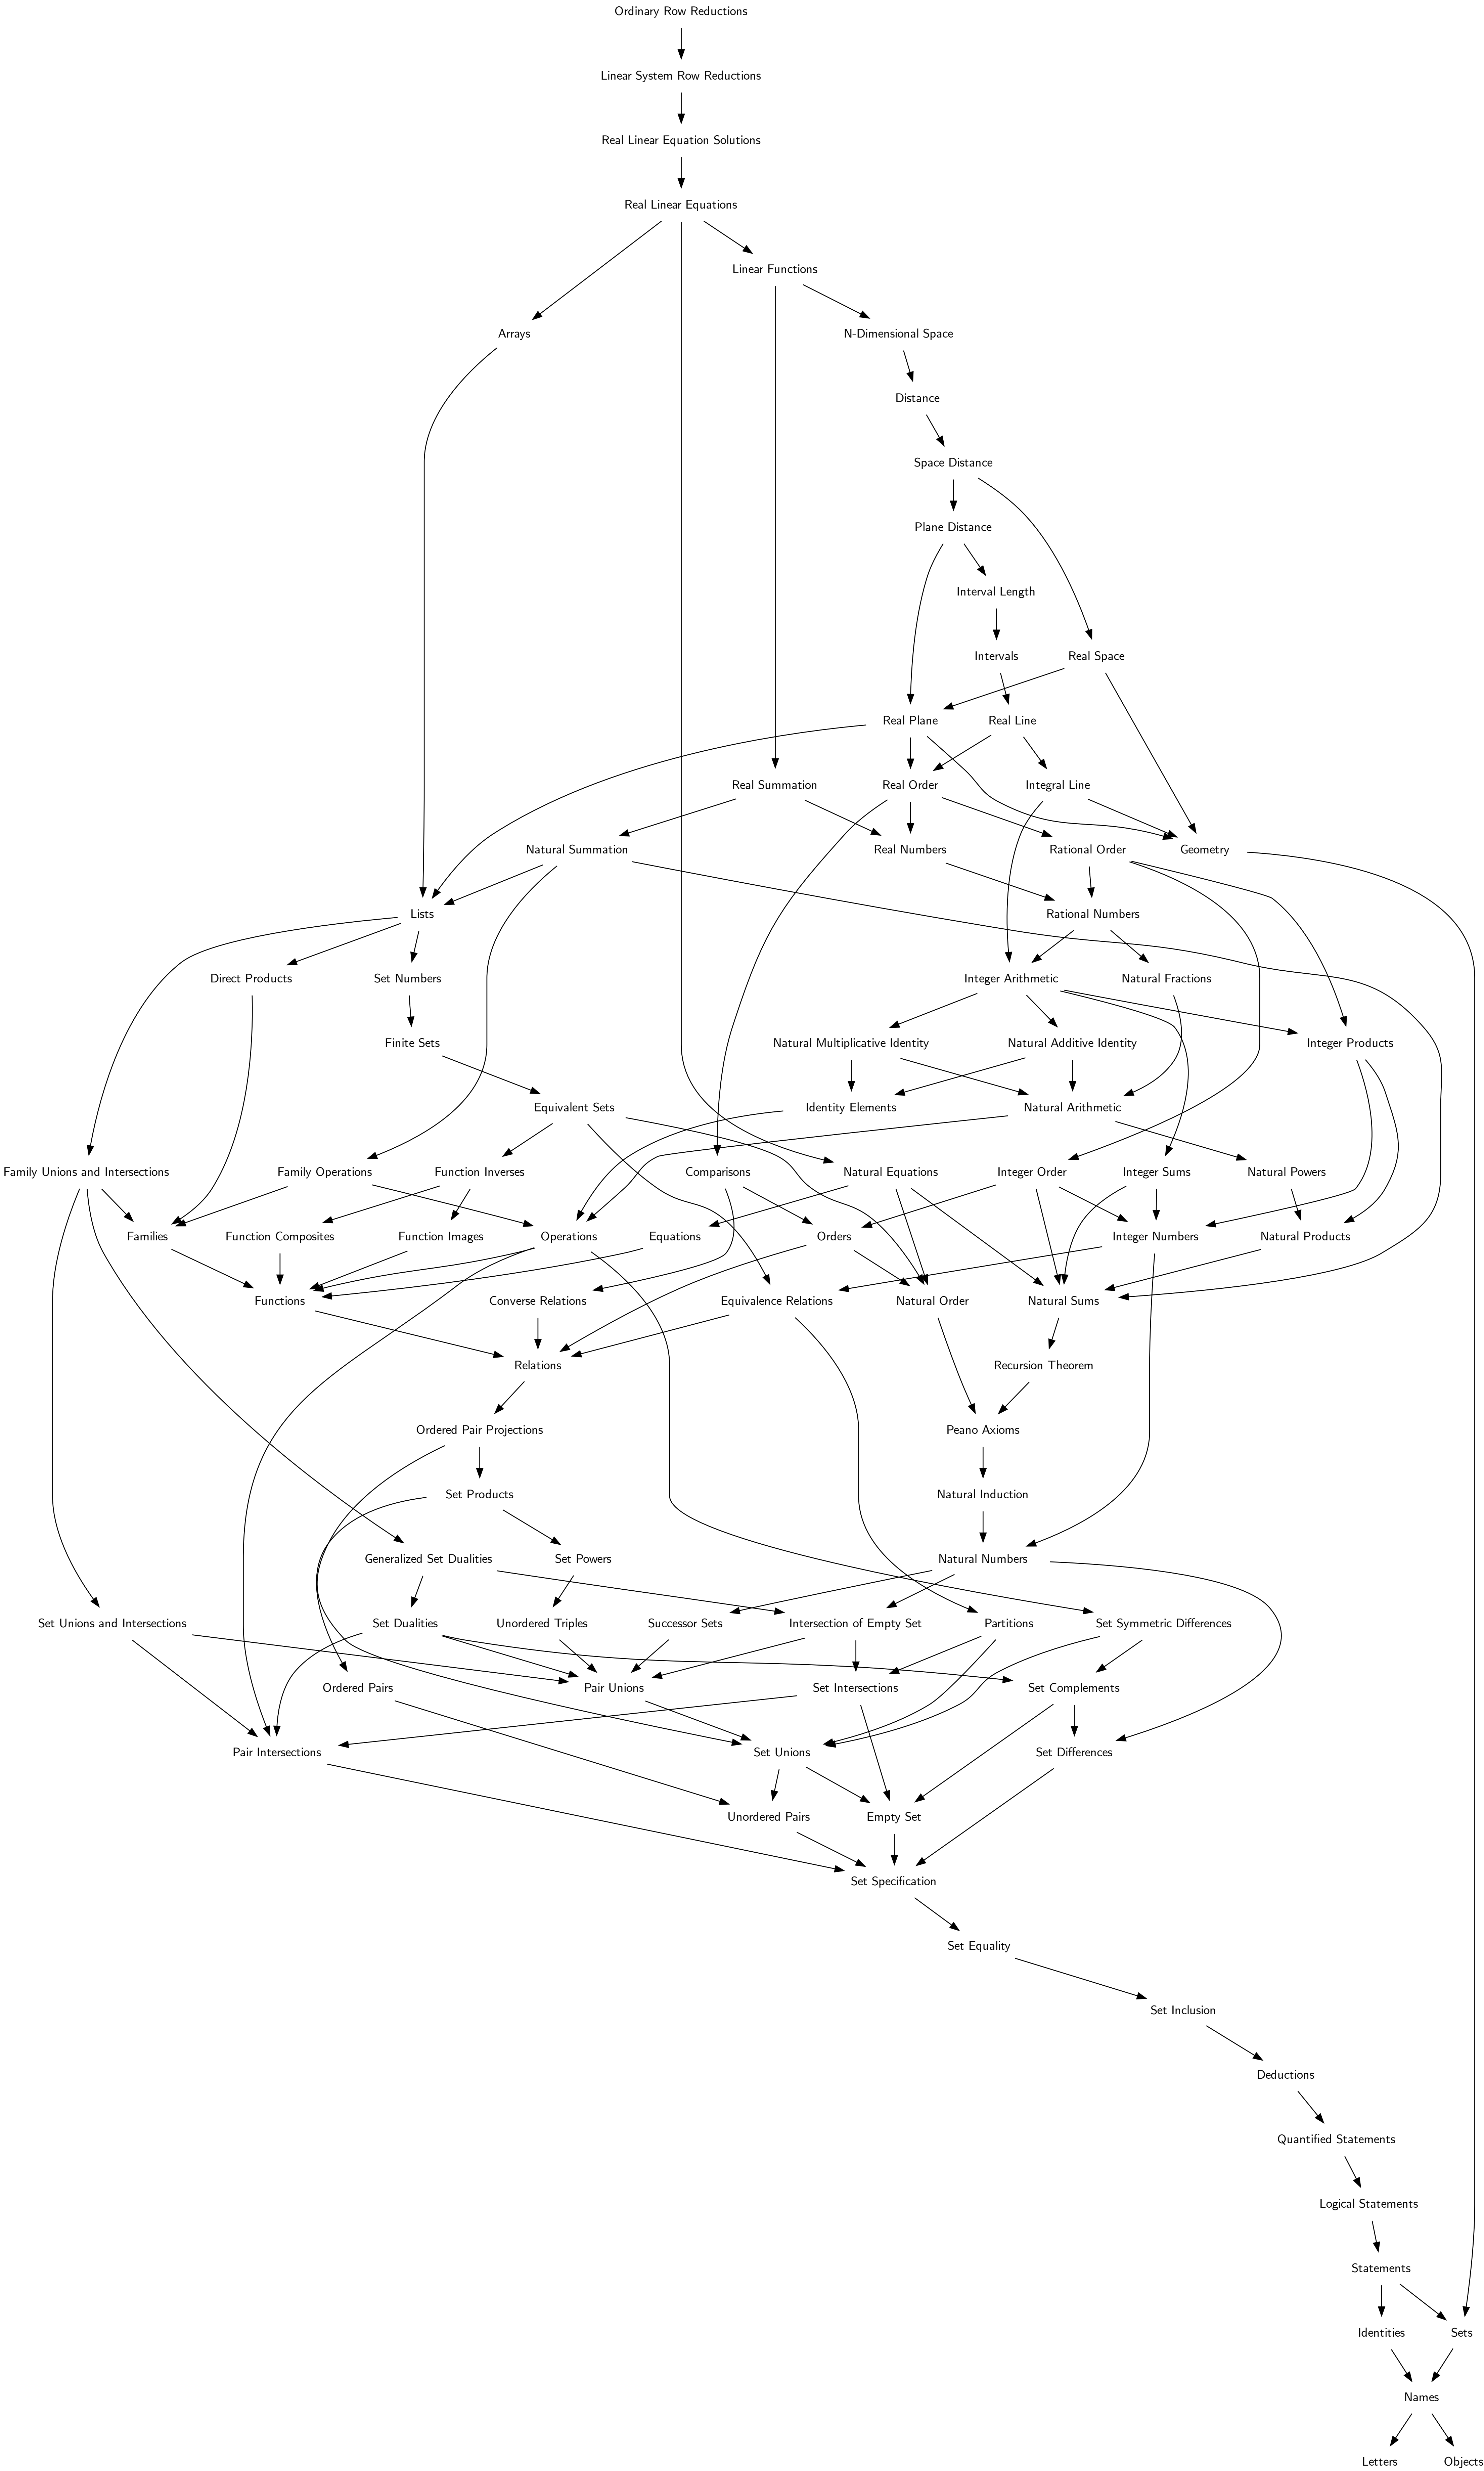 Ordinary Row Reductions
Linear System Row Reductions
Real Linear Equation Solutions
Real Linear Equations
Linear Functions
Arrays
N-Dimensional Space
Distance
Space Distance
Plane Distance
Interval Length
Intervals
Real Space
Real Plane
Real Line
Real Summation
Real Order
Integral Line
Natural Summation
Real Numbers
Rational Order
Geometry
Lists
Rational Numbers
Direct Products
Set Numbers
Integer Arithmetic
Natural Fractions
Finite Sets
Natural Multiplicative Identity
Natural Additive Identity
Integer Products
Equivalent Sets
Identity Elements
Natural Arithmetic
Family Unions and Intersections
Family Operations
Function Inverses
Comparisons
Natural Equations
Integer Order
Integer Sums
Natural Powers
Families
Function Composites
Function Images
Operations
Equations
Orders
Integer Numbers
Natural Products
Functions
Converse Relations
Equivalence Relations
Natural Order
Natural Sums
Relations
Recursion Theorem
Ordered Pair Projections
Peano Axioms
Set Products
Natural Induction
Generalized Set Dualities
Set Powers
Natural Numbers
Set Unions and Intersections
Set Dualities
Unordered Triples
Successor Sets
Intersection of Empty Set
Partitions
Set Symmetric Differences
Ordered Pairs
Pair Unions
Set Intersections
Set Complements
Pair Intersections
Set Unions
Set Differences
Unordered Pairs
Empty Set
Set Specification
Set Equality
Set Inclusion
Deductions
Quantified Statements
Logical Statements
Statements
Identities
Sets
Names
Letters
Objects